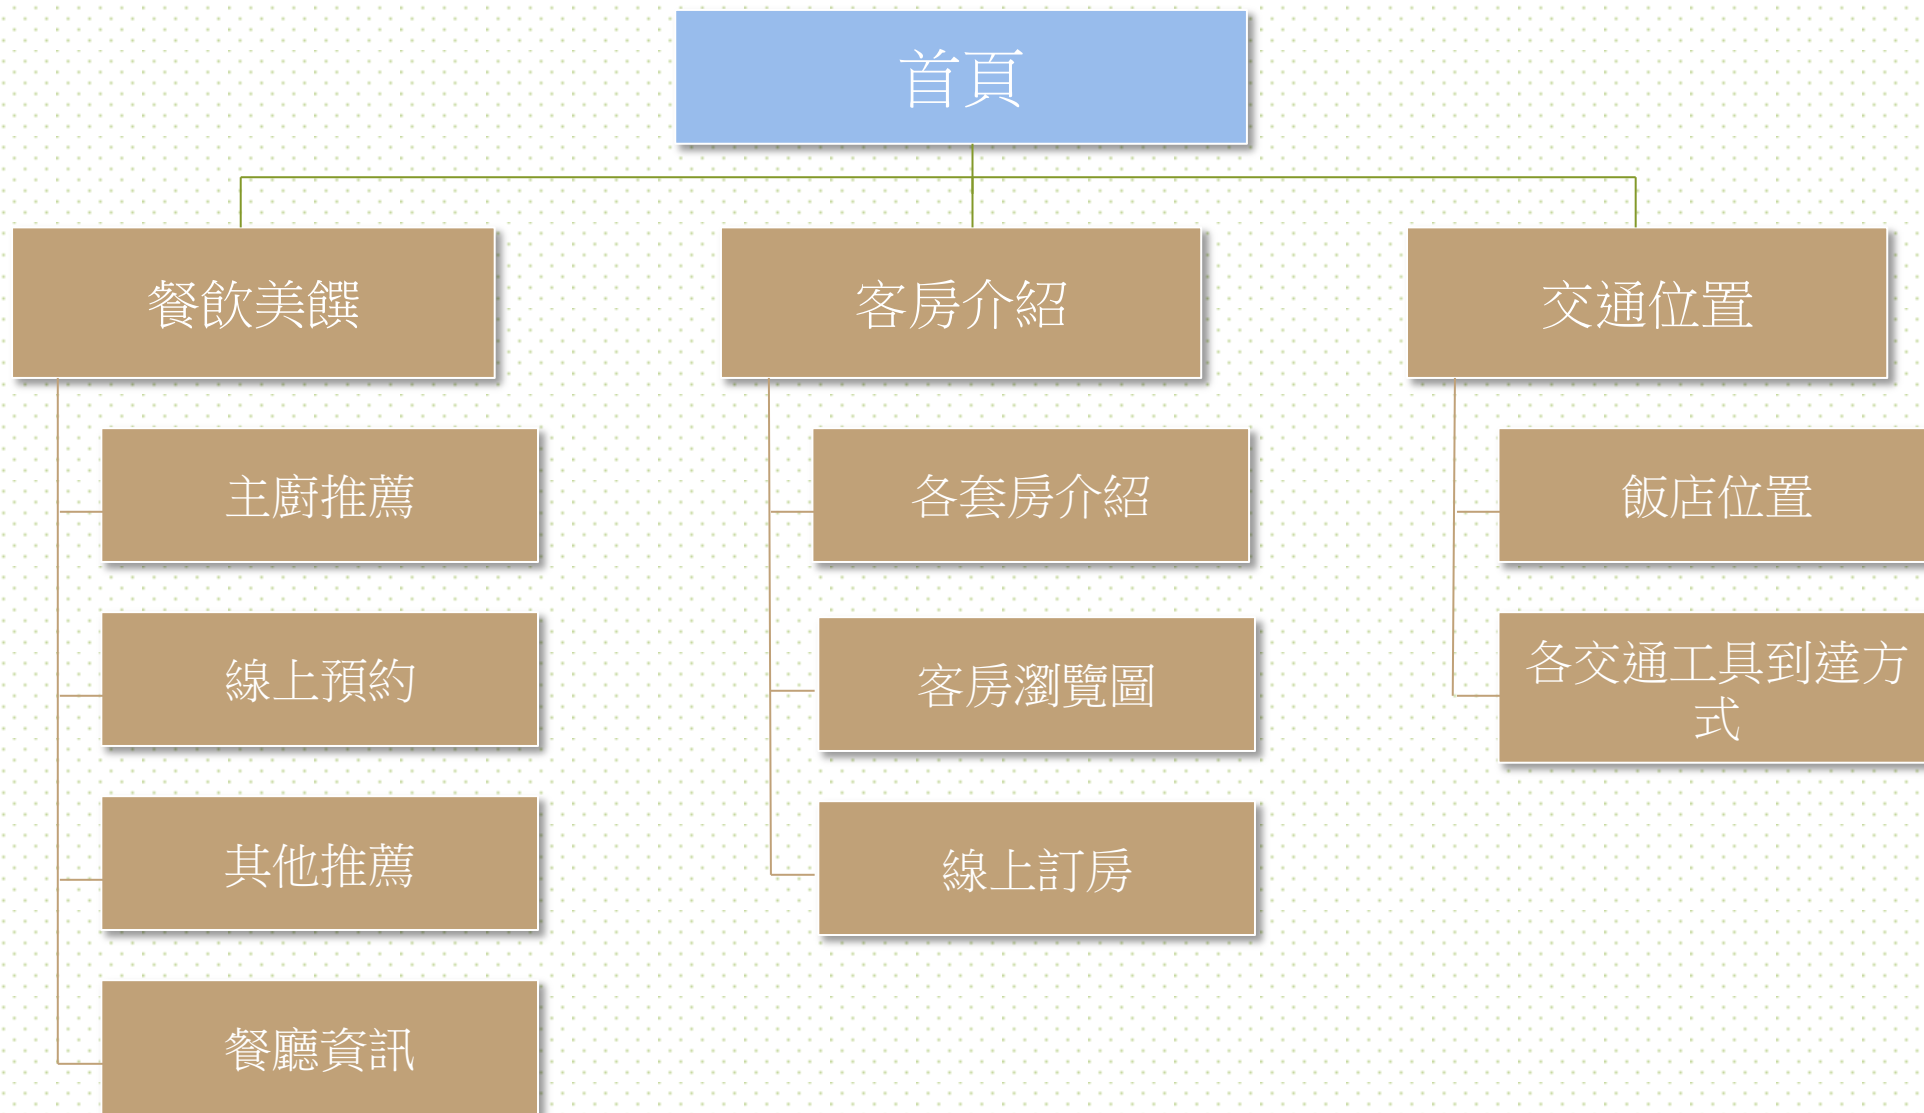 首頁
餐飲美饌
主廚推薦
線上預約
其他推薦
餐廳資訊
客房介紹
各套房介紹
客房瀏覽圖
線上訂房
交通位置
飯店位置
各交通工具到達方
式